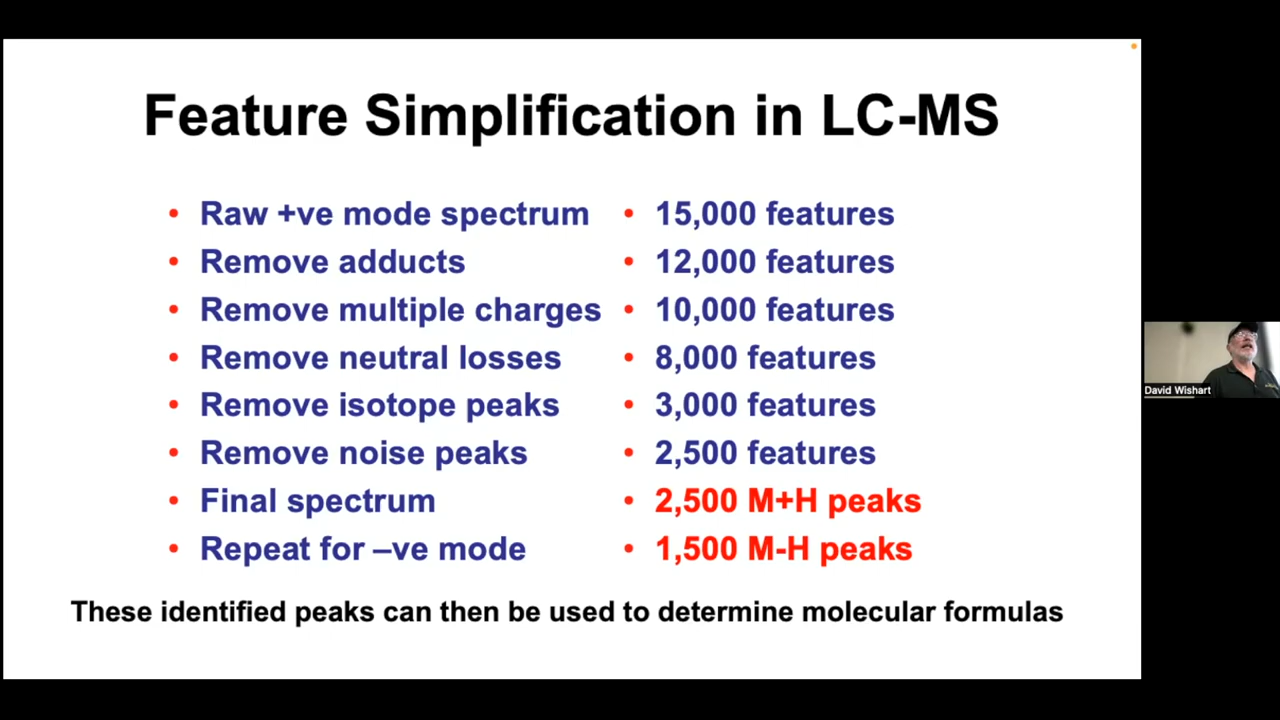 Feature Simplification in LC-MS
• Raw +ve mode spectrum • 15,000 features
• Remove adducts • 12,000 features
• Remove multiple charges • 10,000 features
• Remove neutral losses • 8,000 features
• Remove isotope peaks • 3,000 features
• Remove noise peaks • 2,500 features
• Final spectrum • 2,500 M+H peaks
• Repeat for –ve mode • 1,500 M-H peaks
These identified peaks can then be used to determine molecular formulas
David Wishart